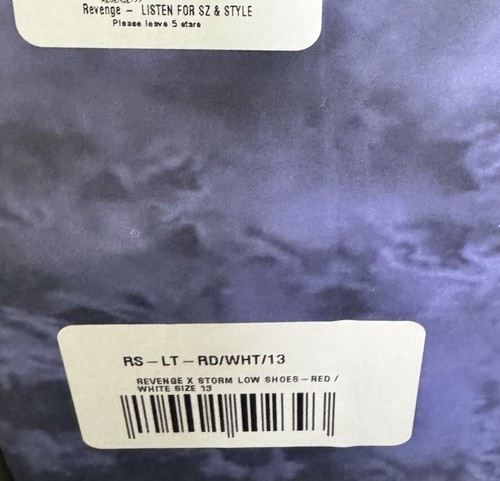 Revenge - LISTEN FOR SZ & STYLE
Please leave 5 stars
RS-LT-RD/WHT/13
REVENGE X STORM LOW SHOES-RED /
WHITE SIZE 13